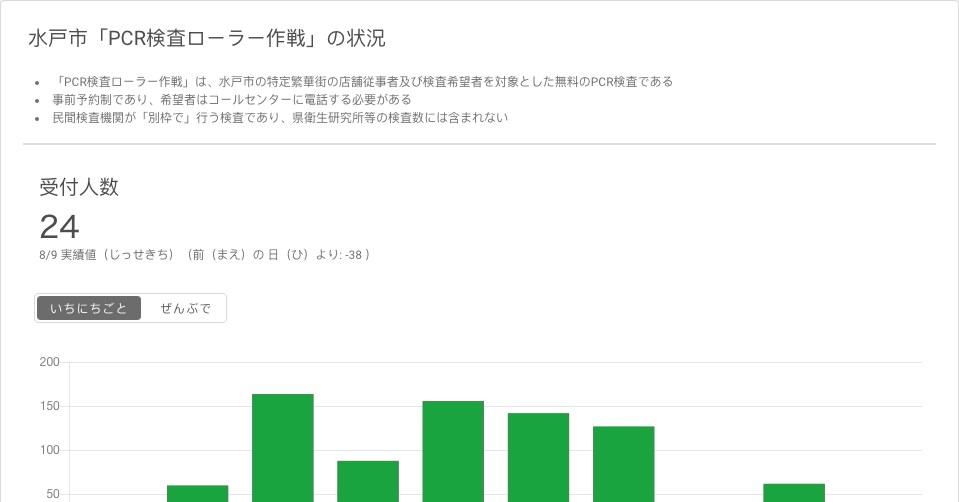 水戸市「PCR検査ローラー作戦」の状況
「PCR検査ローラー作戦」は、水戸市の特定繁華街の店舗従事者及び検査希望者を対象とした無料のPCR検査である
事前予約制であり、希望者はコールセンターに電話する必要がある
民間検査機関が「別枠で」行う検査であり、県衛生研究所等の検査数には含まれない
受付人数
24
8/9 実績値（じっせきち）（前（まえ）の 日（ひ）より: -38 ）
いちにちごと ぜんぶで
200
150
100
50